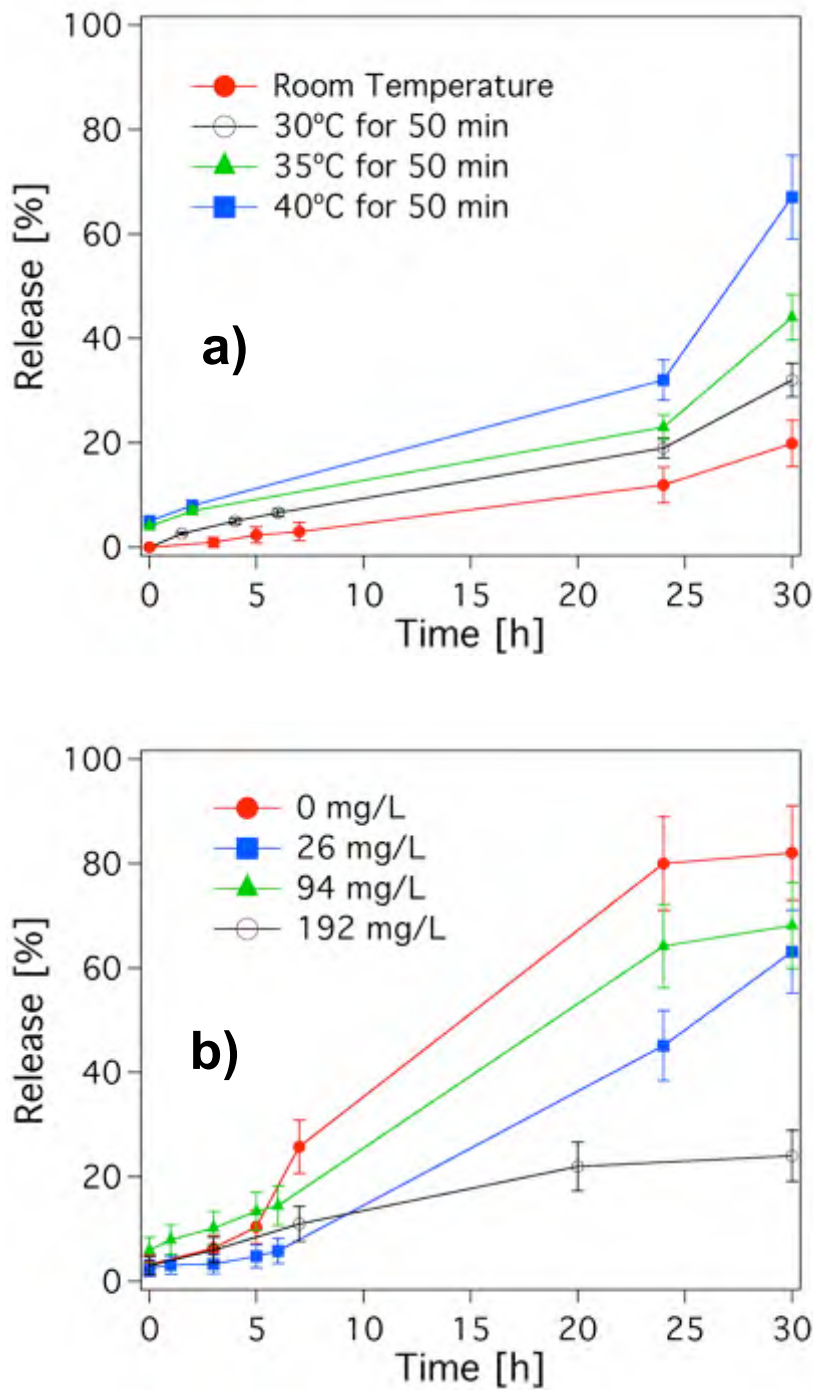 100
80
60
40
20
0
Release [%]
Room Temperature
30ºC for 50 min
35ºC for 50 min
40ºC for 50 min
a)
0 5 10 15 20 25 30
Time [h]
100
80
60
40
20
0
Release [%]
0 mg/L
26 mg/L
94 mg/L
192 mg/L
b)
0 5 10 15 20 25 30
Time [h]